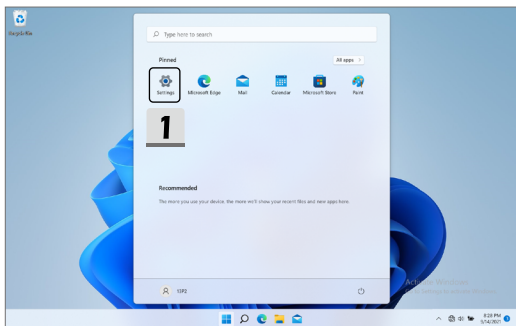 Type here to search
Pinned
All apps >
Settings
Microsoft Edge
Mail
Calendar
Microsoft Store
Paint
1
Recommended
The more you use your device, the more we'll show your recent files and new apps here.
Activate Windows
8:28 PM
5/14/2021